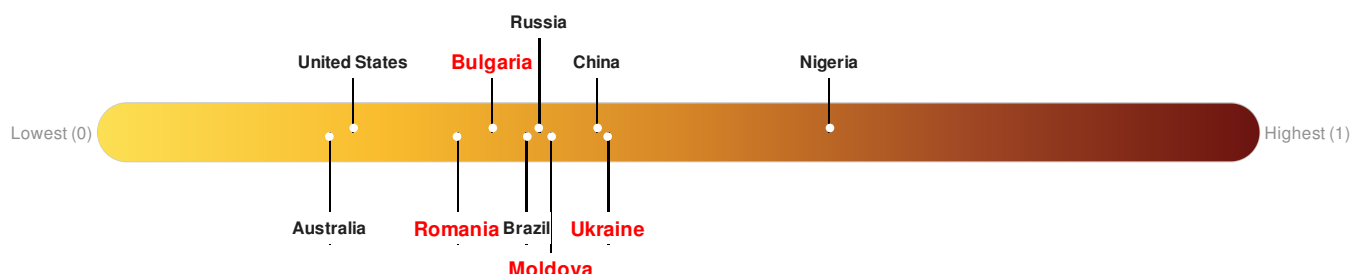 Russia
United States
Bulgaria
China
Nigeria
Lowest (0)
Highest (1)
Australia
Romania
Brazil
Ukraine
Moldova